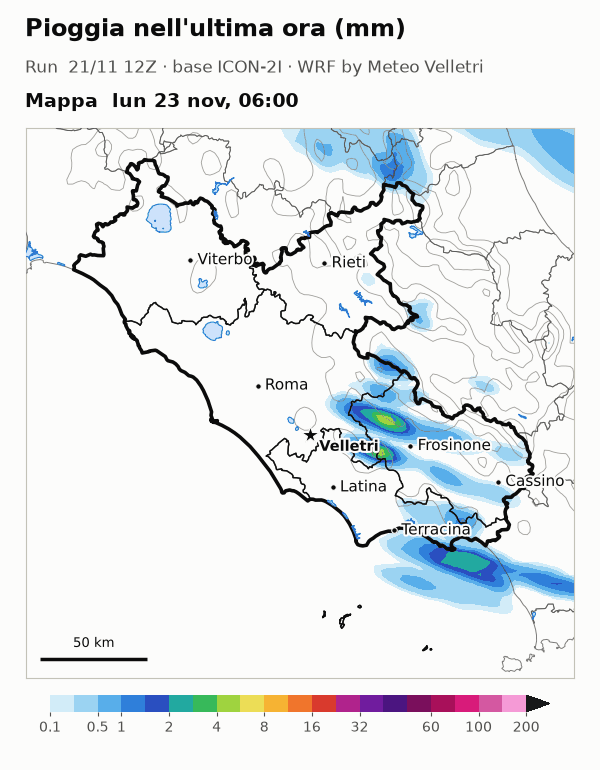 Pioggia nell'ultima ora (mm)
Run  21/11 12Z · base ICON-2I · WRF by Meteo Velletri
Mappa  lun 23 nov, 06:00
Viterbo
Rieti
Roma
Velletri
Frosinone
Latina
Cassino
Terracina
50 km
0.1 0.5 1 2 4 8 16 32 60 100 200